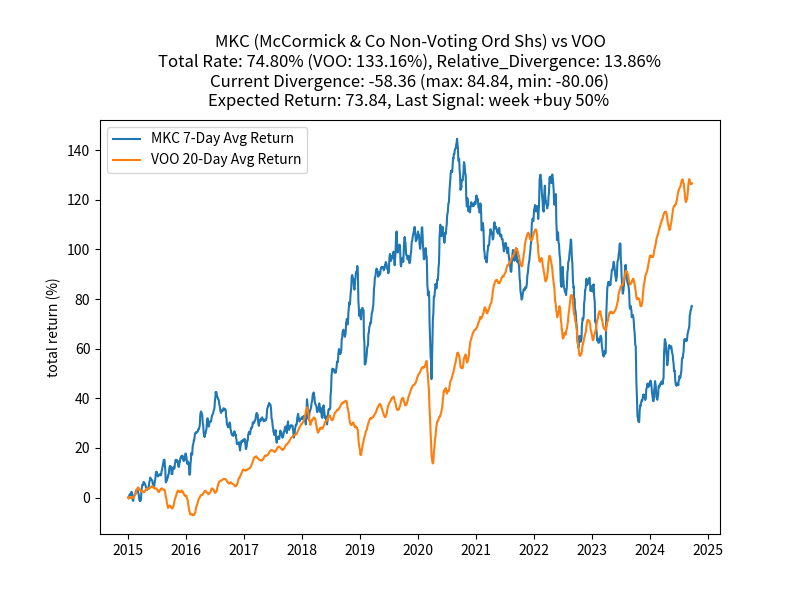 MKC (McCormick & Co Non-Voting Ord Shs) vs VOO
Total Rate: 74.80% (VOO: 133.16%), Relative_Divergence: 13.86%
Current Divergence: -58.36 (max: 84.84, min: -80.06)
Expected Return: 73.84, Last Signal: week +buy 50%
MKC 7-Day Avg Return
VOO 20-Day Avg Return
total return (%)
140
120
100
80
60
40
20
0
2015 2016 2017 2018 2019 2020 2021 2022 2023 2024 2025